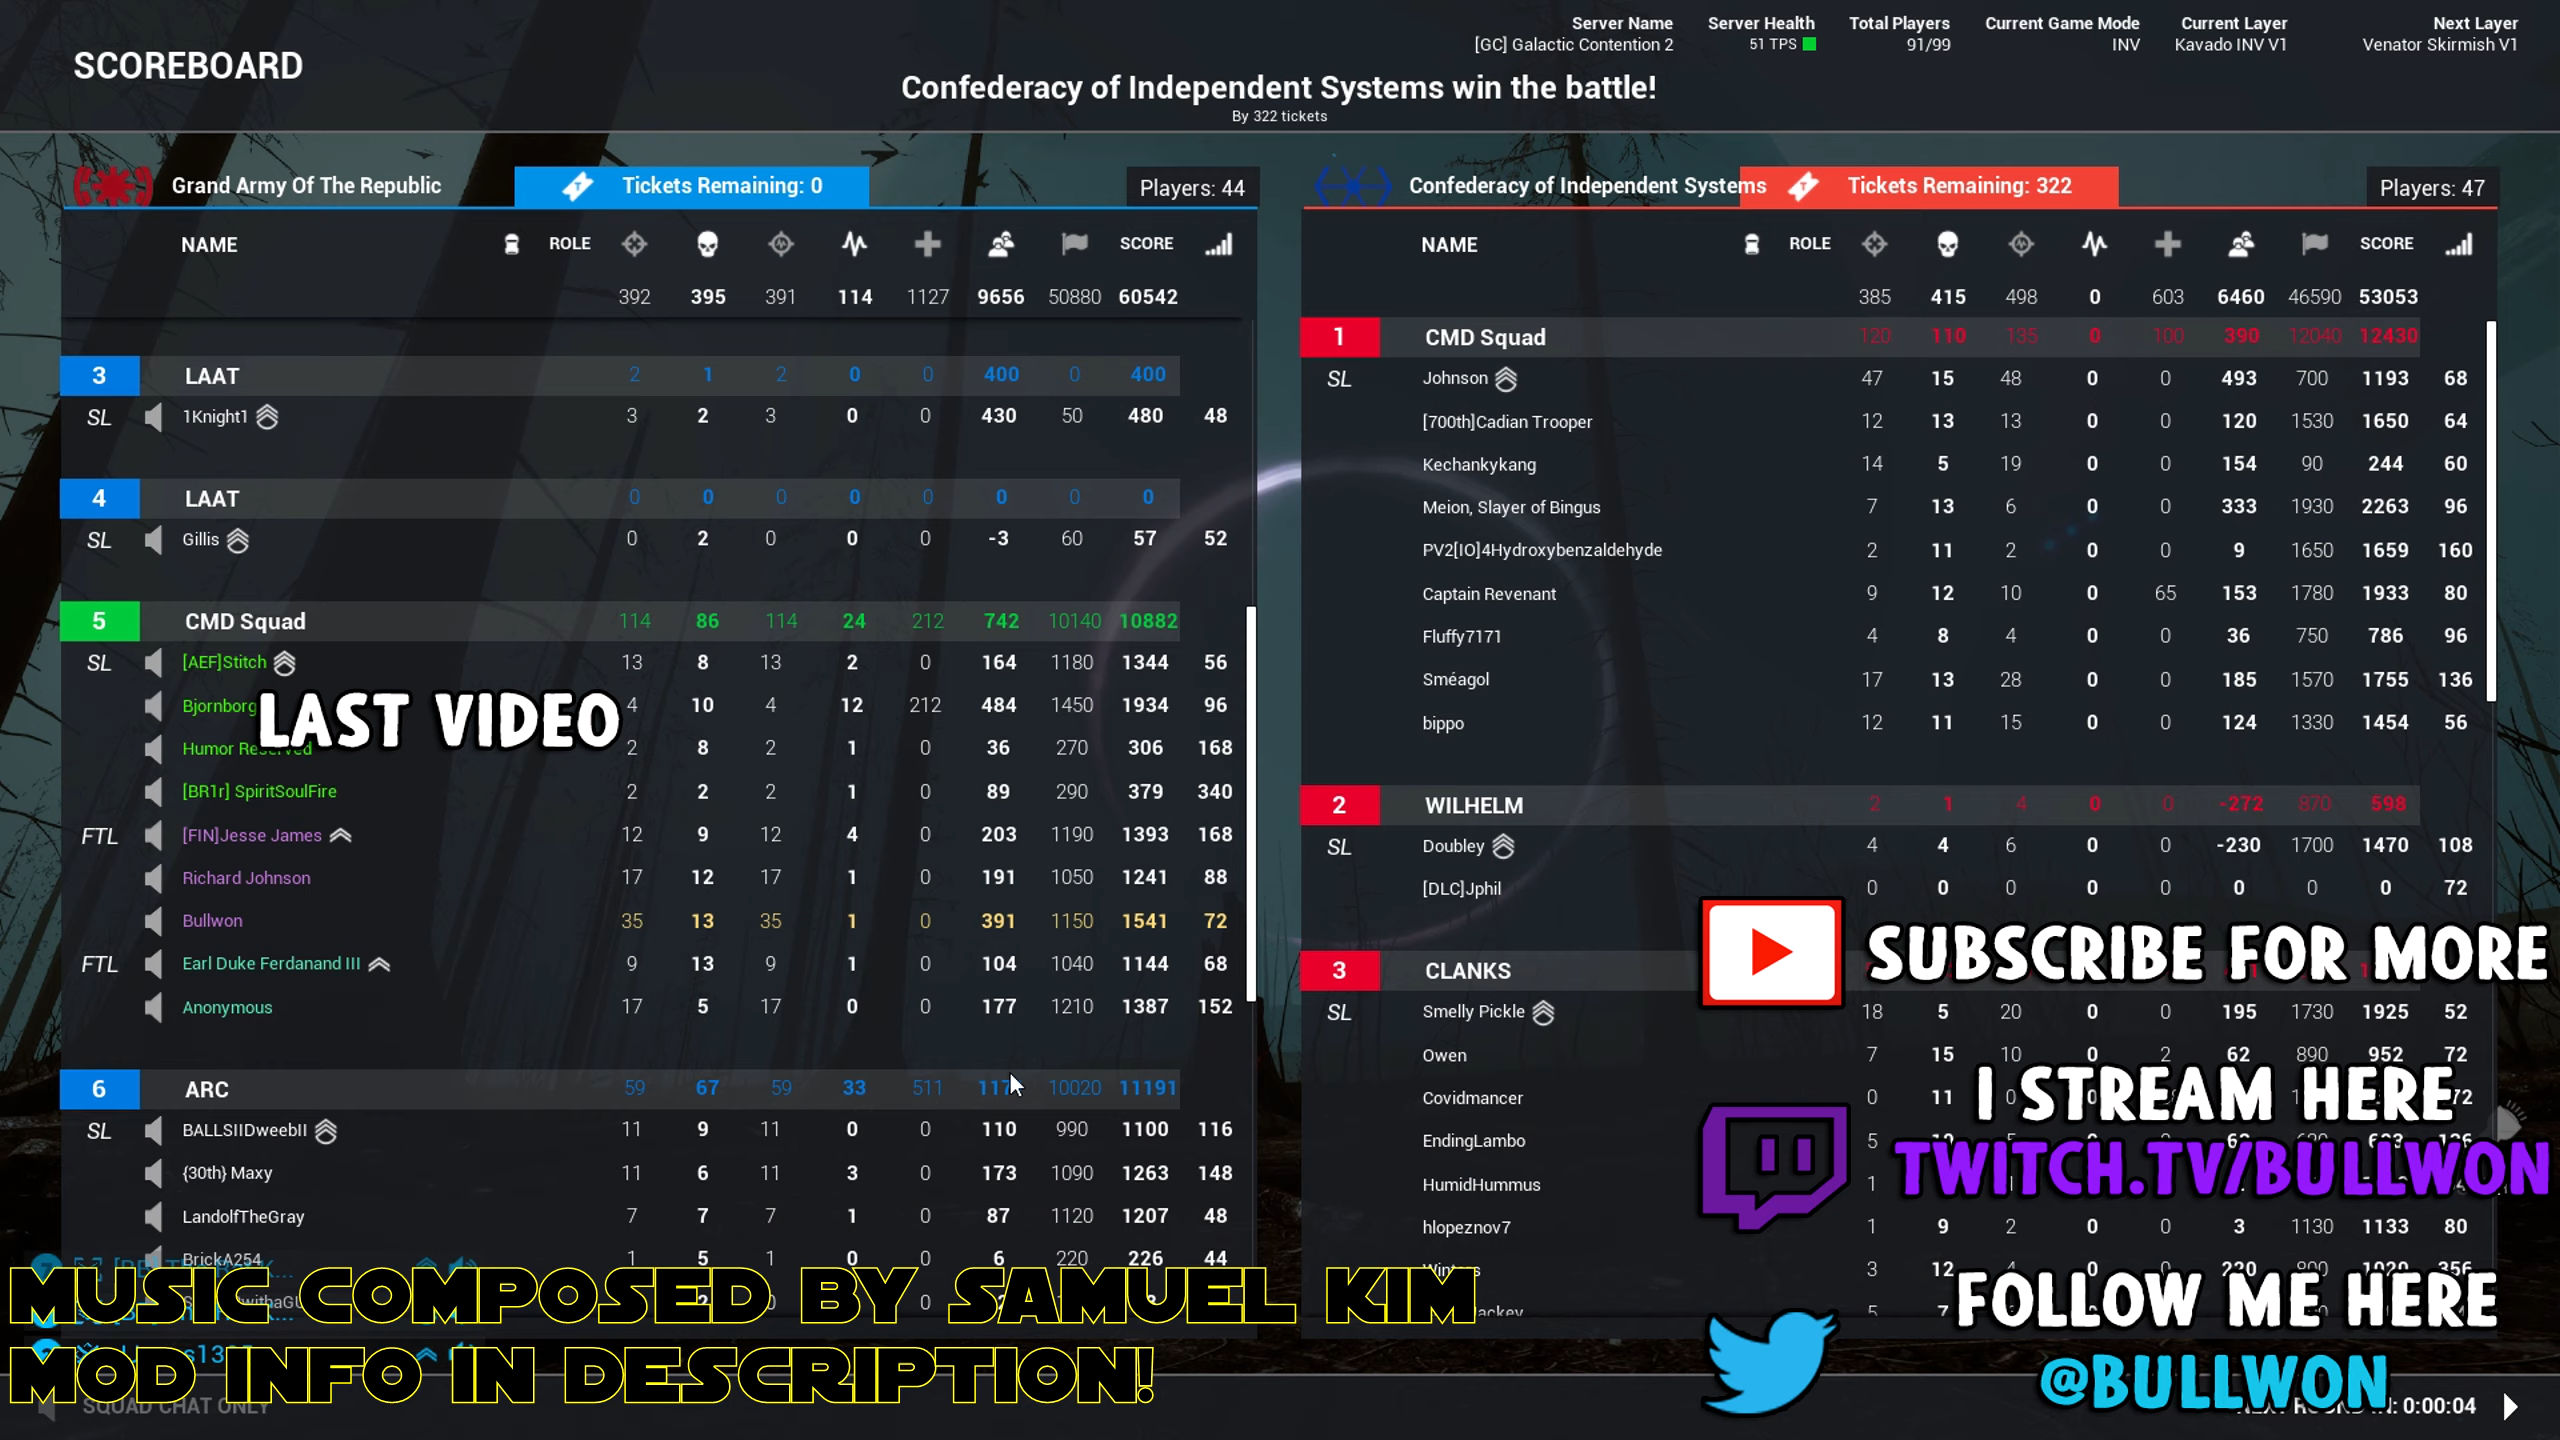 SCOREBOARD
Server Name Server Health Total Players Current Game Mode Current Layer Next Layer
[GC] Galactic Contention 2 51 TPS 91/99 INV Kavado INV V1 Venator Skirmish V1
Confederacy of Independent Systems win the battle!
By 322 tickets
Grand Army Of The Republic Tickets Remaining: 0 Players: 44
NAME ROLE SCORE
392 395 391 114 1127 9656 50880 60542
3 LAAT 2 1 2 0 0 400 0 400
SL 1Knight1 3 2 3 0 0 430 50 480 48
4 LAAT 0 0 0 0 0 0 0 0
SL Gillis 0 2 0 0 0 -3 60 57 52
5 CMD Squad 114 86 114 24 212 742 10140 10882
SL [AEF]Stitch 13 8 13 2 0 164 1180 1344 56
Bjornborg 4 10 4 12 212 484 1450 1934 96
LAST VIDEO
Humor Reserved 2 8 2 1 0 36 270 306 168
[BR1r] SpiritSoulFire 2 2 2 1 0 89 290 379 340
FTL [FIN]Jesse James 12 9 12 4 0 203 1190 1393 168
Richard Johnson 17 12 17 1 0 191 1050 1241 88
Bullwon 35 13 35 1 0 391 1150 1541 72
FTL Earl Duke Ferdanand III 9 13 9 1 0 104 1040 1144 68
Anonymous 17 5 17 0 0 177 1210 1387 152
6 ARC 59 67 59 33 511 10020 11191
SL BALLSIIDweebII 11 9 11 0 0 110 990 1100 116
{30th} Maxy 11 6 11 3 0 173 1090 1263 148
LandolfTheGray 7 7 7 1 0 87 1120 1207 48
BrickA254 1 5 1 0 0 6 220 226 44
MUSIC COMPOSED BY SAMUEL KIM
MOD INFO IN DESCRIPTION!
SQUAD CHAT ONLY
Confederacy of Independent Systems Tickets Remaining: 322 Players: 47
NAME ROLE SCORE
385 415 498 0 603 6460 46590 53053
1 CMD Squad 120 110 135 0 100 390 12040 12430
SL Johnson 47 15 48 0 0 493 700 1193 68
[700th]Cadian Trooper 12 13 13 0 0 120 1530 1650 64
Kechankykang 14 5 19 0 0 154 90 244 60
Meion, Slayer of Bingus 7 13 6 0 0 333 1930 2263 96
PV2[IO]4Hydroxybenzaldehyde 2 11 2 0 0 9 1650 1659 160
Captain Revenant 9 12 10 0 65 153 1780 1933 80
Fluffy7171 4 8 4 0 0 36 750 786 96
Sméagol 17 13 28 0 0 185 1570 1755 136
bippo 12 11 15 0 0 124 1330 1454 56
2 WILHELM 2 1 4 0 0 -272 870 598
SL Doubley 4 4 6 0 0 -230 1700 1470 108
[DLC]Jphil 0 0 0 0 0 0 0 0 72
3 CLANKS
SUBSCRIBE FOR MORE
SL Smelly Pickle 18 5 20 0 0 195 1730 1925 52
Owen 7 15 10 0 2 62 890 952 72
Covidmancer 0 11 0
I STREAM HERE
EndingLambo 5
TWITCH.TV/BULLWON
HumidHummus 1
hlopeznov7 1 9 2 0 0 3 1130 1133 80
Winters 3 12 4 0 0 220 800 1020 356
FOLLOW ME HERE
@BULLWON
NEXT ROUND IN: 0:00:04